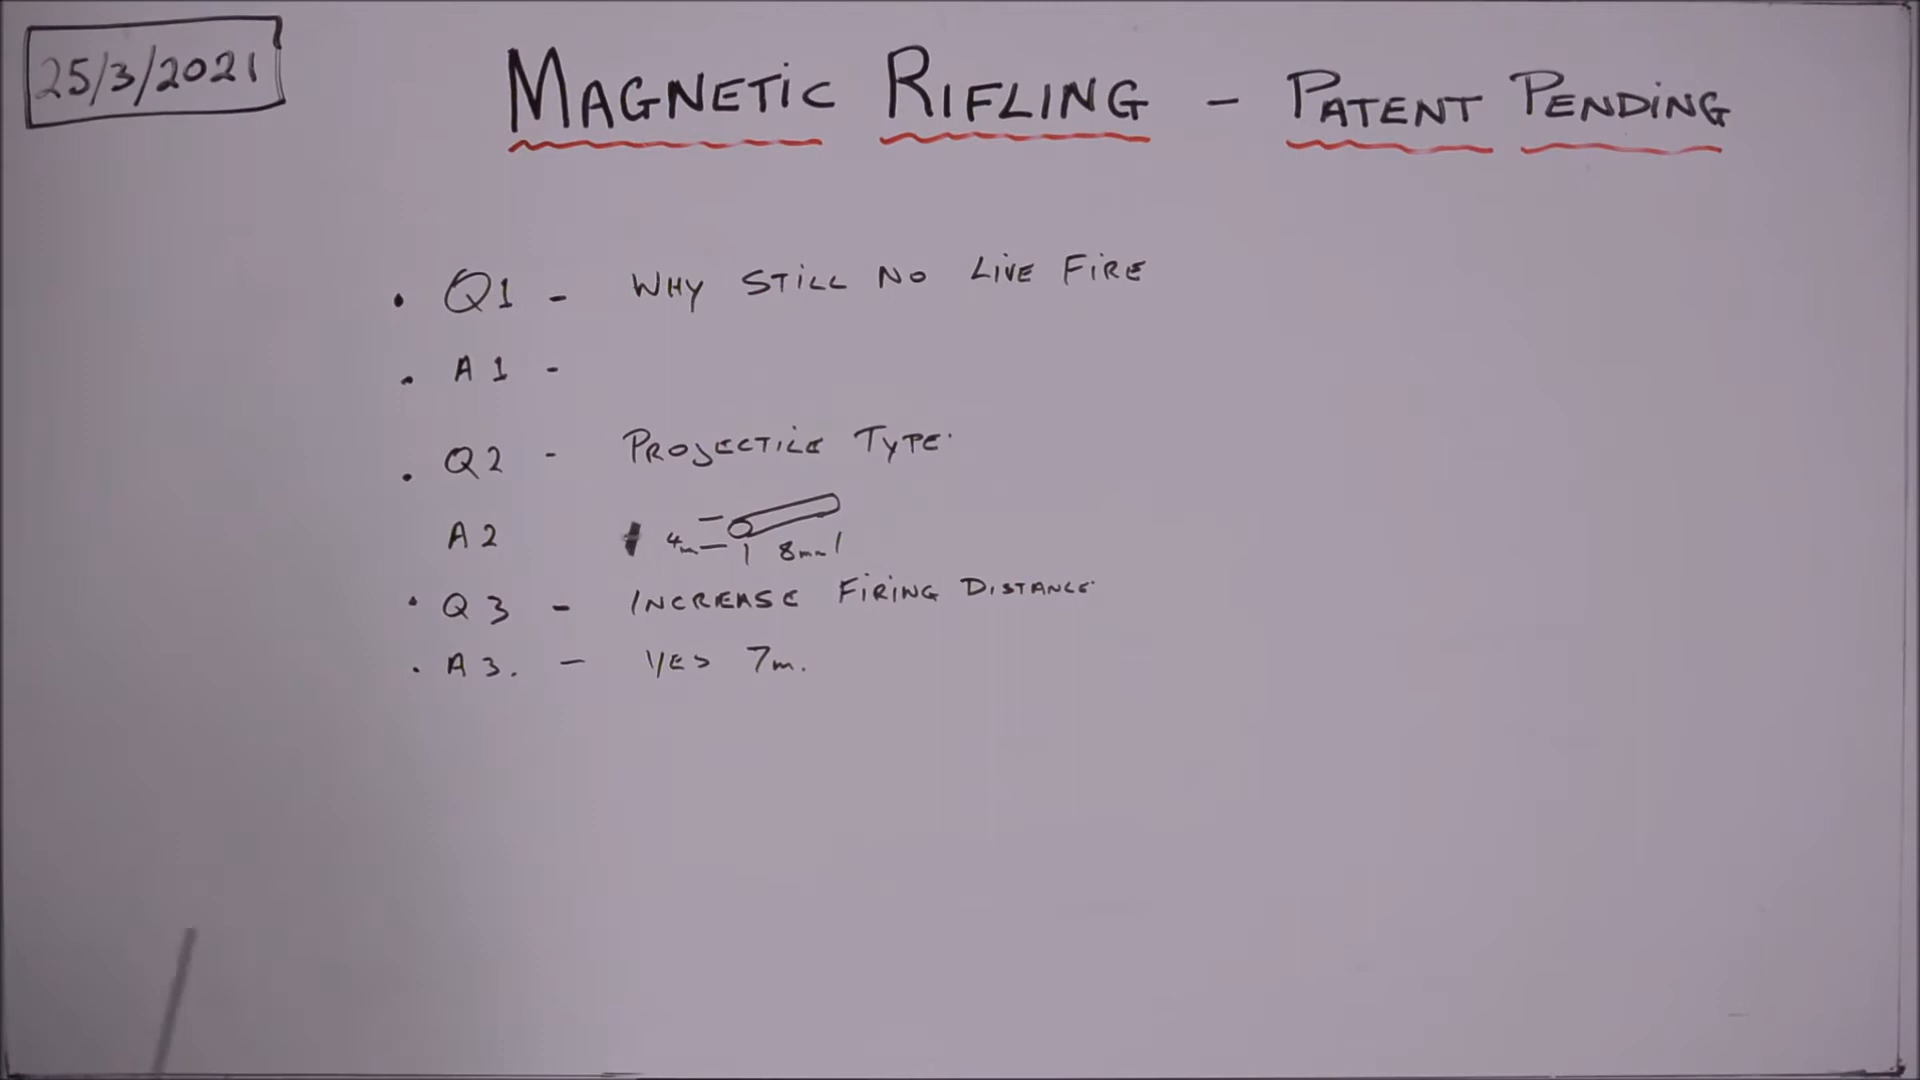 25/3/2021
MAGNETIC RIFLING - PATENT PENDING
• Q1 - WHY STILL NO LIVE FIRE
• A1 -
• Q2 - PROJECTILE TYPE.
A2 4m 8mm
• Q3 - INCREASE FIRING DISTANCE.
• A3. - YES 7m.